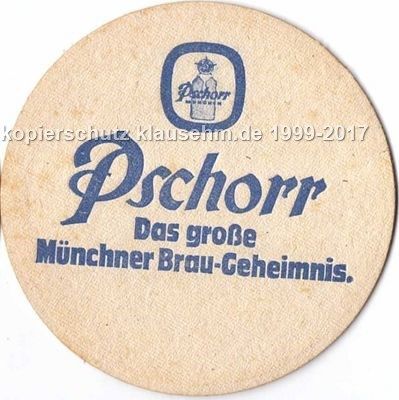 Pschorr
MÜNCHEN
kopierschutz klausehm.de 1999-2017
Pschorr
Das große
Münchner Brau-Geheimnis.